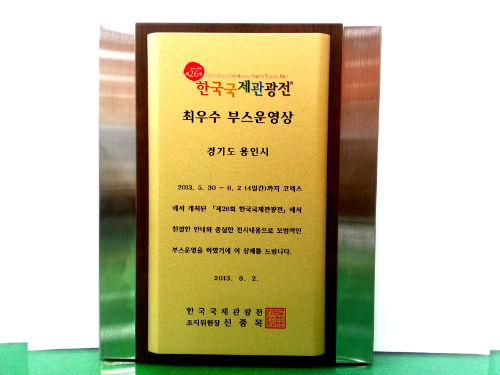 제26회
한국국제관광전
최우수 부스운영상
경기도 용인시
2013. 5. 30 ~ 6. 2 (4일간)까지 코엑스
에서 개최된 「제26회 한국국제관광전」에서
친절한 안내와 충실한 전시내용으로 모범적인
부스운영을 하였기에 이 상패를 드립니다.
2013. 6. 2.
한국국제관광전
조직위원장 신중목